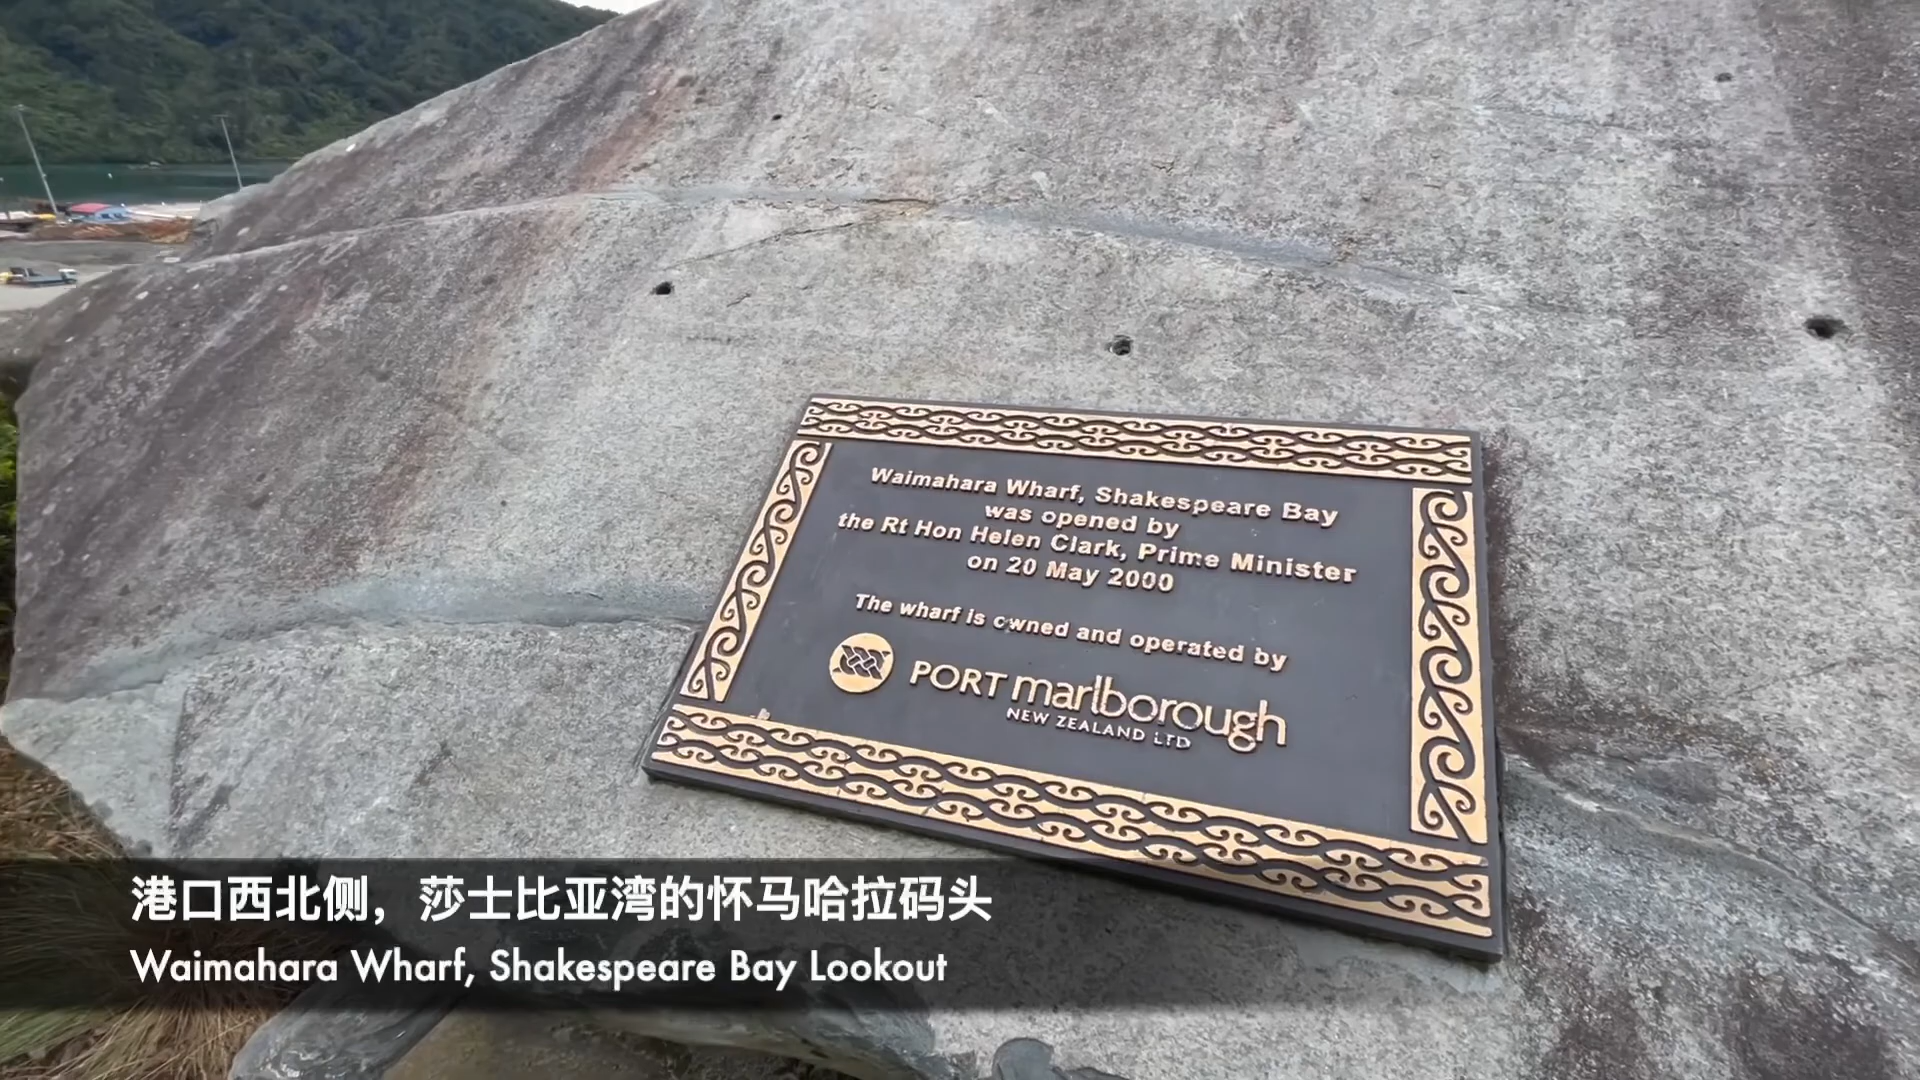 Waimahara Wharf, Shakespeare Bay
was opened by
the Rt Hon Helen Clark, Prime Minister
on 20 May 2000
The wharf is owned and operated by
PORT marlborough
NEW ZEALAND LTD
港口西北侧，莎士比亚湾的怀马哈拉码头
Waimahara Wharf, Shakespeare Bay Lookout